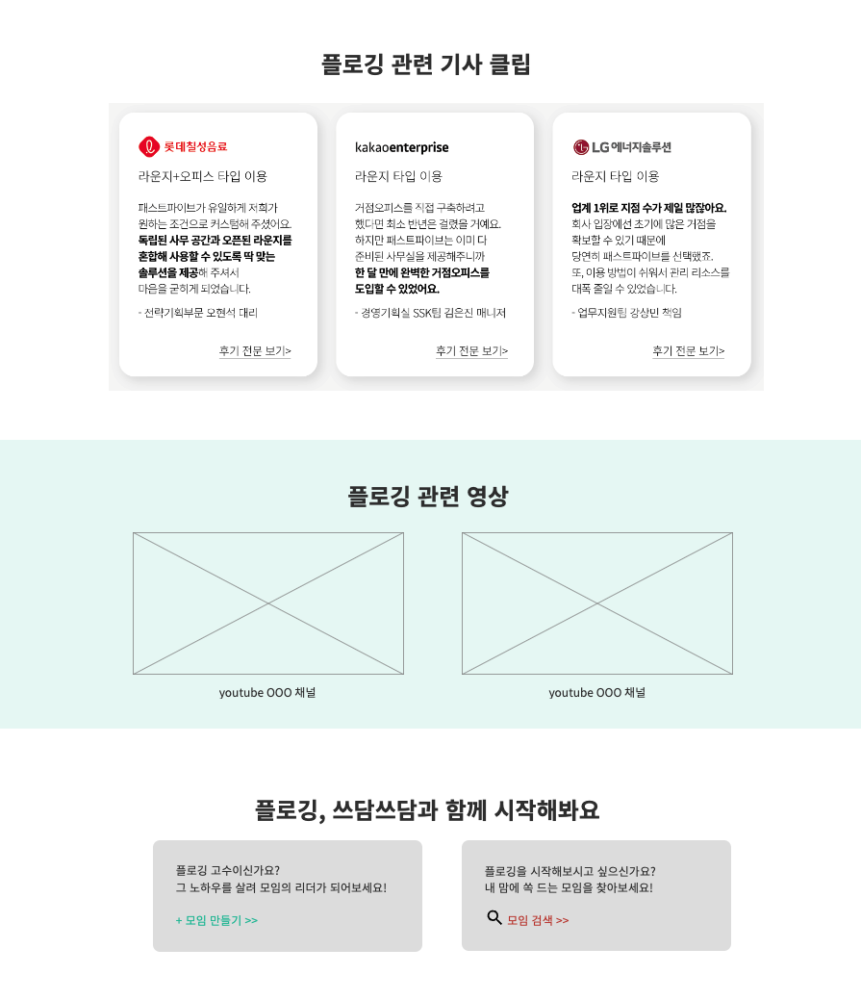 플로깅 관련 기사 클립
롯데칠성음료
라운지+오피스 타입 이용
패스트파이브가 유일하게 저희가
원하는 조건으로 커스텀해 주셨어요.
독립된 사무 공간과 오픈된 라운지를
혼합해 사용할 수 있도록 딱 맞는
솔루션을 제공해 주셔서
마음을 굳히게 되었습니다.
- 전략기획부문 오현석 대리
후기 전문 보기>
kakaoenterprise
라운지 타입 이용
거점오피스를 직접 구축하려고
했다면 최소 반년은 걸렸을 거예요.
하지만 패스트파이브는 이미 다
준비된 사무실을 제공해주니까
한 달 만에 완벽한 거점오피스를
도입할 수 있었어요.
- 경영기획실 SSK팀 김은진 매니저
후기 전문 보기>
LG에너지솔루션
라운지 타입 이용
업계 1위로 지점 수가 제일 많잖아요.
회사 입장에선 초기에 많은 거점을
확보할 수 있기 때문에
당연히 패스트파이브를 선택했죠.
또, 이용 방법이 쉬워서 관리 리소스를
대폭 줄일 수 있었습니다.
- 업무지원팀 강상민 책임
후기 전문 보기>
플로깅 관련 영상
youtube OOO 채널
youtube OOO 채널
플로깅, 쓰담쓰담과 함께 시작해봐요
플로깅 고수이신가요?
그 노하우를 살려 모임의 리더가 되어보세요!
+ 모임 만들기 >>
플로깅을 시작해보시고 싶으신가요?
내 맘에 쏙 드는 모임을 찾아보세요!
모임 검색 >>